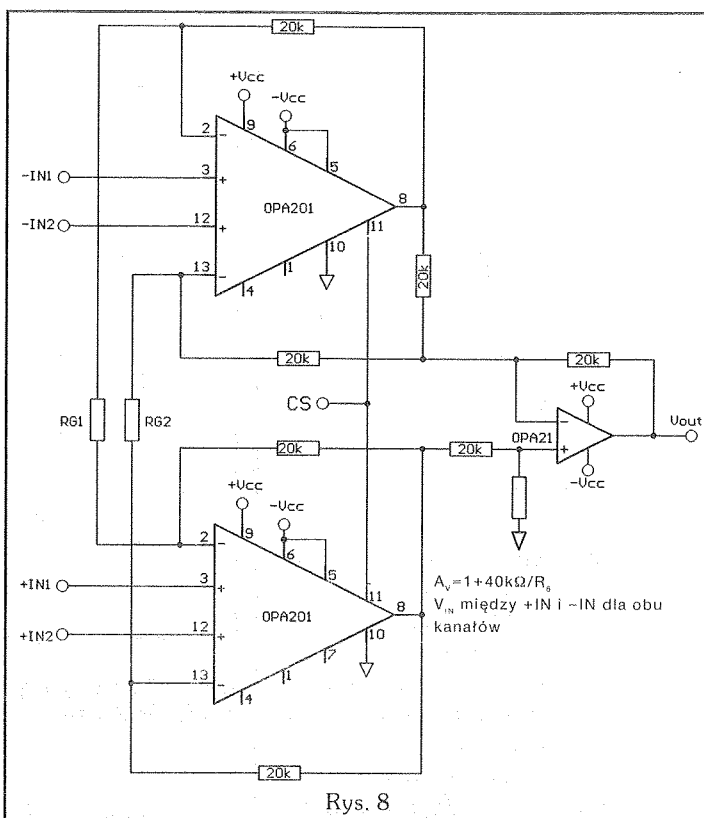 20k
+Vcc
-Vcc
9
6
5
2
-IN1
3
OPA201
8
-IN2
12
11
10
13
1
4
20k
20k
20k
+Vcc
RG1
RG2
CS
OPA21
Vout
-Vcc
20k
20k
+Vcc
-Vcc
9
6
5
2
+IN1
3
OPA201
11
8
+IN2
12
10
7
13
1
4
A_V=1+40kΩ/R_6
V_IN między +IN i ~IN dla obu
kanałów
20k
Rys. 8